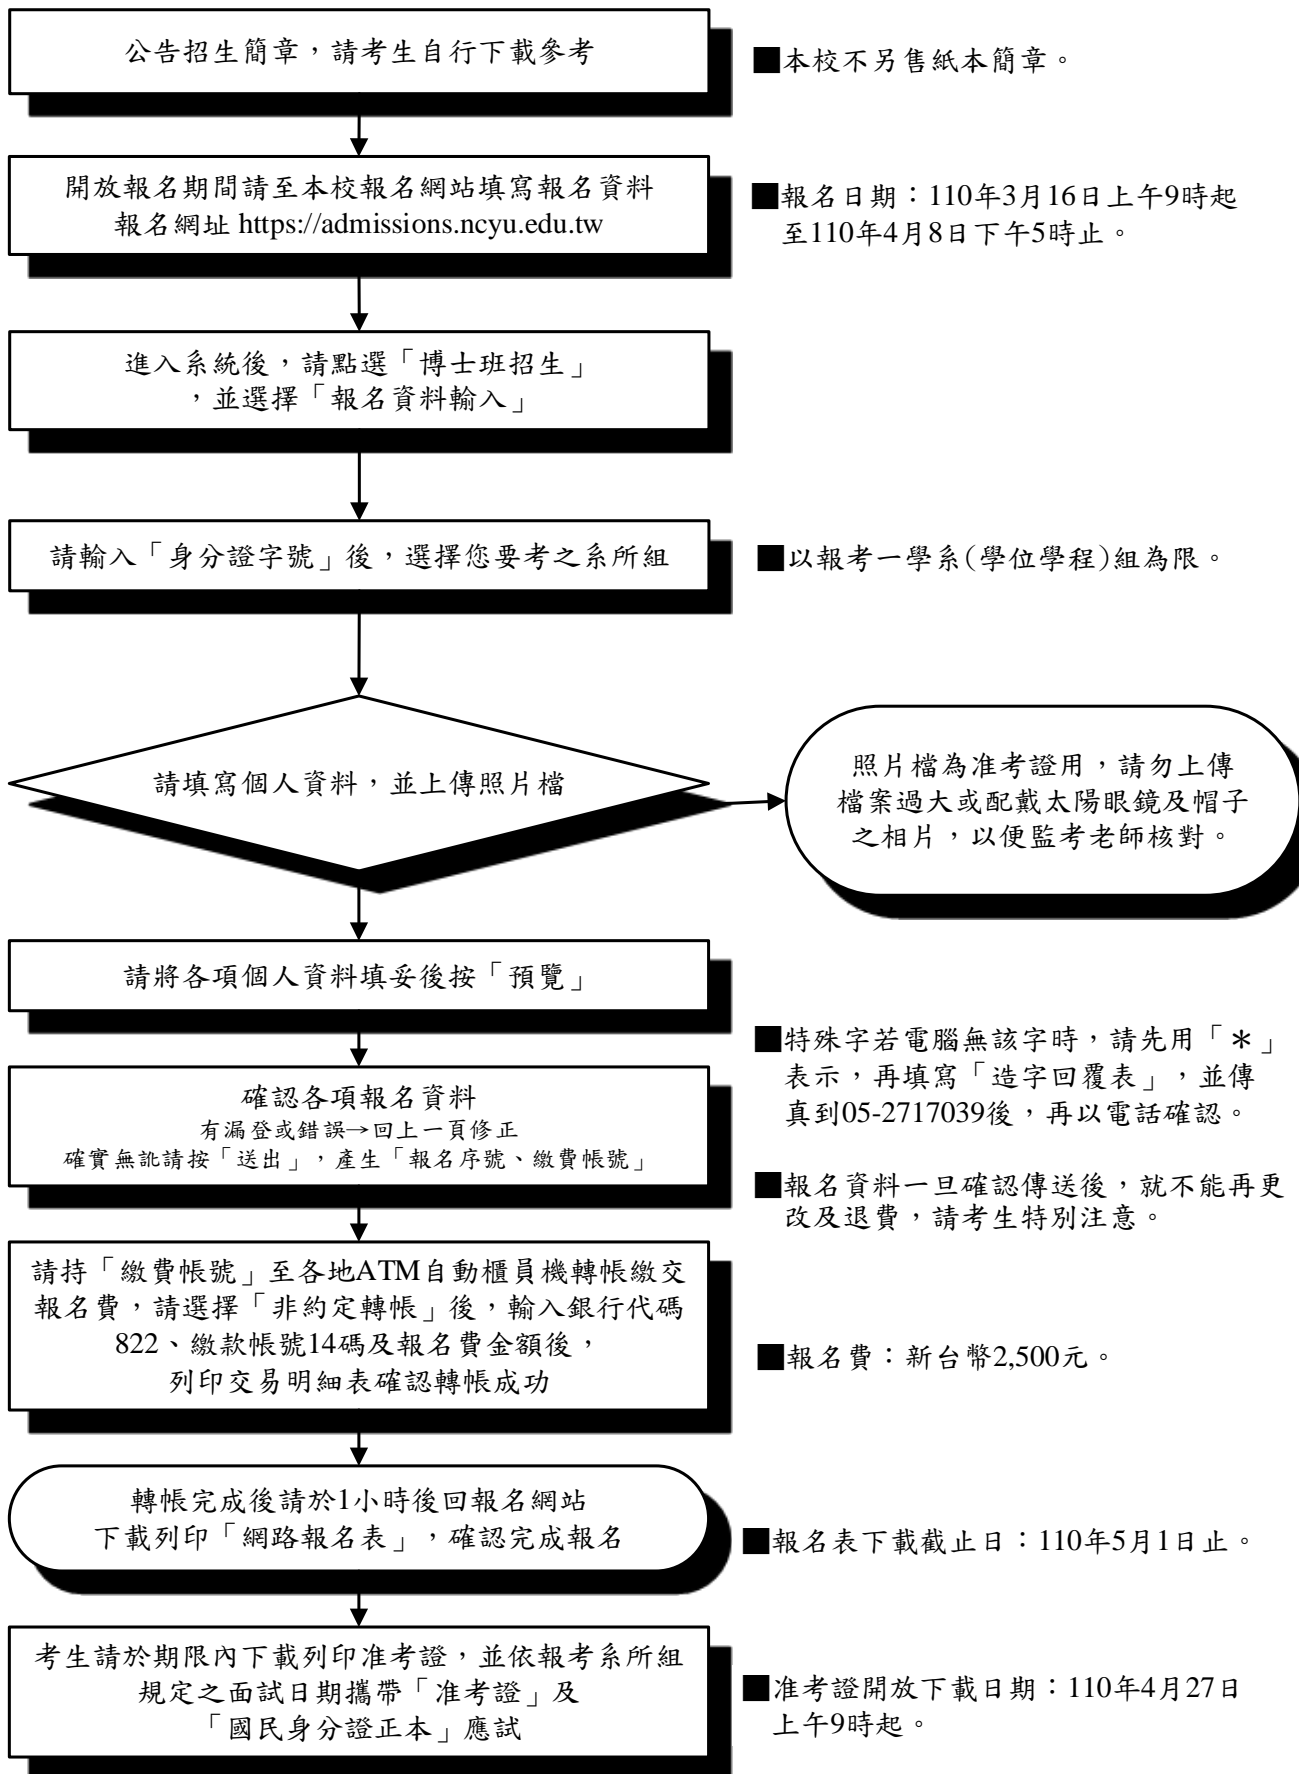 公告招生簡章，請考生自行下載參考
■本校不另售紙本簡章。
開放報名期間請至本校報名網站填寫報名資料
報名網址 https://admissions.ncyu.edu.tw
■報名日期：110年3月16日上午9時起
至110年4月8日下午5時止。
進入系統後，請點選「博士班招生」
，並選擇「報名資料輸入」
請輸入「身分證字號」後，選擇您要考之系所組
■以報考一學系(學位學程)組為限。
請填寫個人資料，並上傳照片檔
照片檔為准考證用，請勿上傳
檔案過大或配戴太陽眼鏡及帽子
之相片，以便監考老師核對。
請將各項個人資料填妥後按「預覽」
■特殊字若電腦無該字時，請先用「＊」
表示，再填寫「造字回覆表」，並傳
真到05-2717039後，再以電話確認。
確認各項報名資料
有漏登或錯誤→回上一頁修正
確實無訛請按「送出」，產生「報名序號、繳費帳號」
■報名資料一旦確認傳送後，就不能再更
改及退費，請考生特別注意。
請持「繳費帳號」至各地ATM自動櫃員機轉帳繳交
報名費，請選擇「非約定轉帳」後，輸入銀行代碼
822、繳款帳號14碼及報名費金額後，
列印交易明細表確認轉帳成功
■報名費：新台幣2,500元。
轉帳完成後請於1小時後回報名網站
下載列印「網路報名表」，確認完成報名
■報名表下載截止日：110年5月1日止。
考生請於期限內下載列印准考證，並依報考系所組
規定之面試日期攜帶「准考證」及
「國民身分證正本」應試
■准考證開放下載日期：110年4月27日
上午9時起。